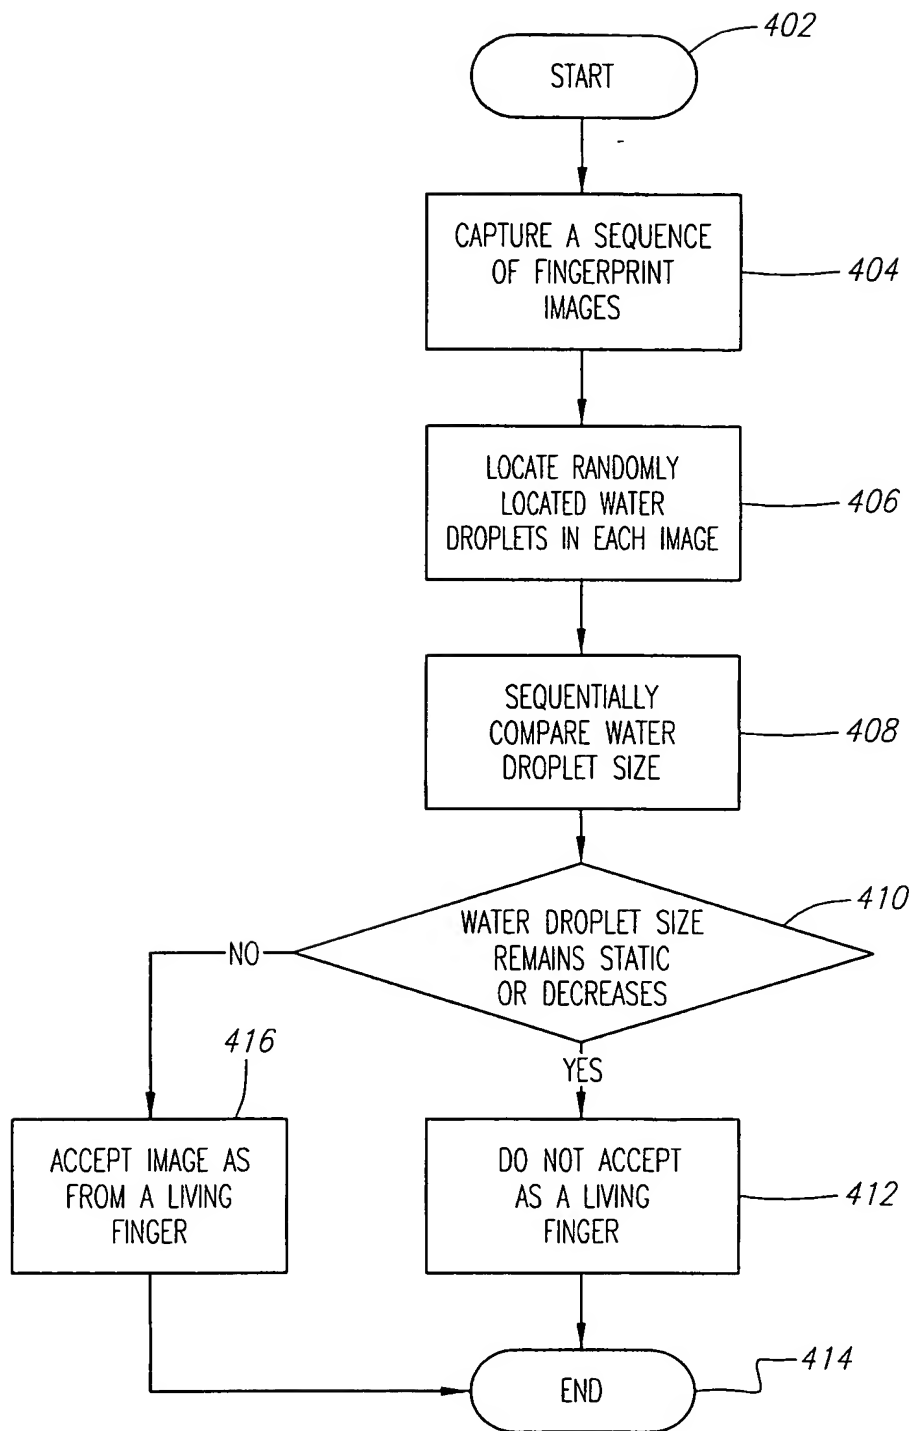 402
START
CAPTURE A SEQUENCE
OF FINGERPRINT
IMAGES
404
LOCATE RANDOMLY
LOCATED WATER
DROPLETS IN EACH IMAGE
406
SEQUENTIALLY
COMPARE WATER
DROPLET SIZE
408
WATER DROPLET SIZE
REMAINS STATIC
OR DECREASES
410
NO
YES
416
ACCEPT IMAGE AS
FROM A LIVING
FINGER
DO NOT ACCEPT
AS A LIVING
FINGER
412
END
414